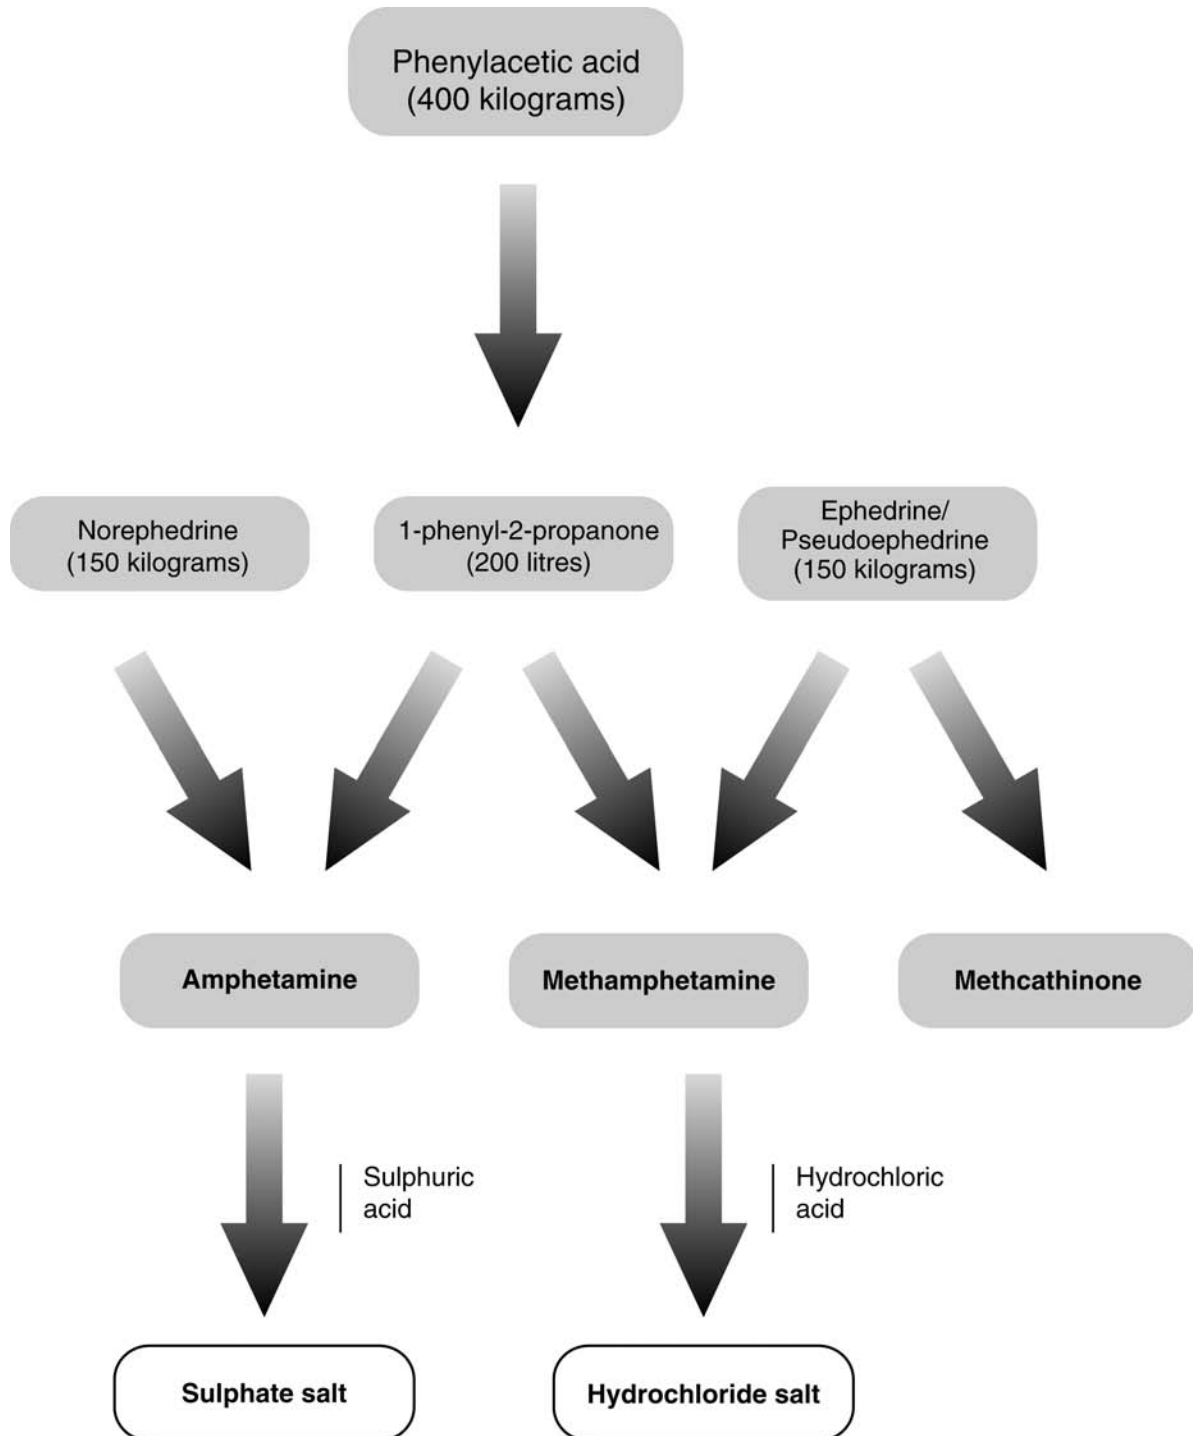 Phenylacetic acid
(400 kilograms)
Norephedrine
(150 kilograms)
1-phenyl-2-propanone
(200 litres)
Ephedrine/
Pseudoephedrine
(150 kilograms)
Amphetamine
Methamphetamine
Methcathinone
Sulphuric
acid
Hydrochloric
acid
Sulphate salt
Hydrochloride salt